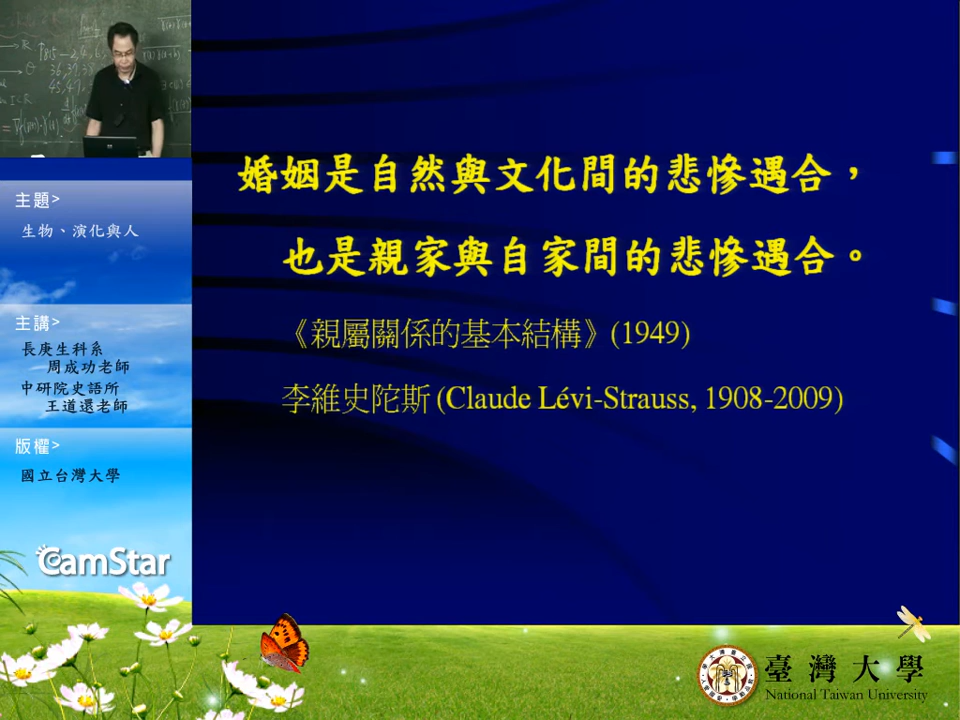 主題>
生物、演化與人
主講>
長庚生科系
周成功老師
中研院史語所
王道還老師
版權>
國立台灣大學
CamStar
婚姻是自然與文化間的悲慘遇合，
也是親家與自家間的悲慘遇合。
《親屬關係的基本結構》(1949)
李維史陀斯 (Claude Lévi-Strauss, 1908-2009)
臺灣大學
National Taiwan University